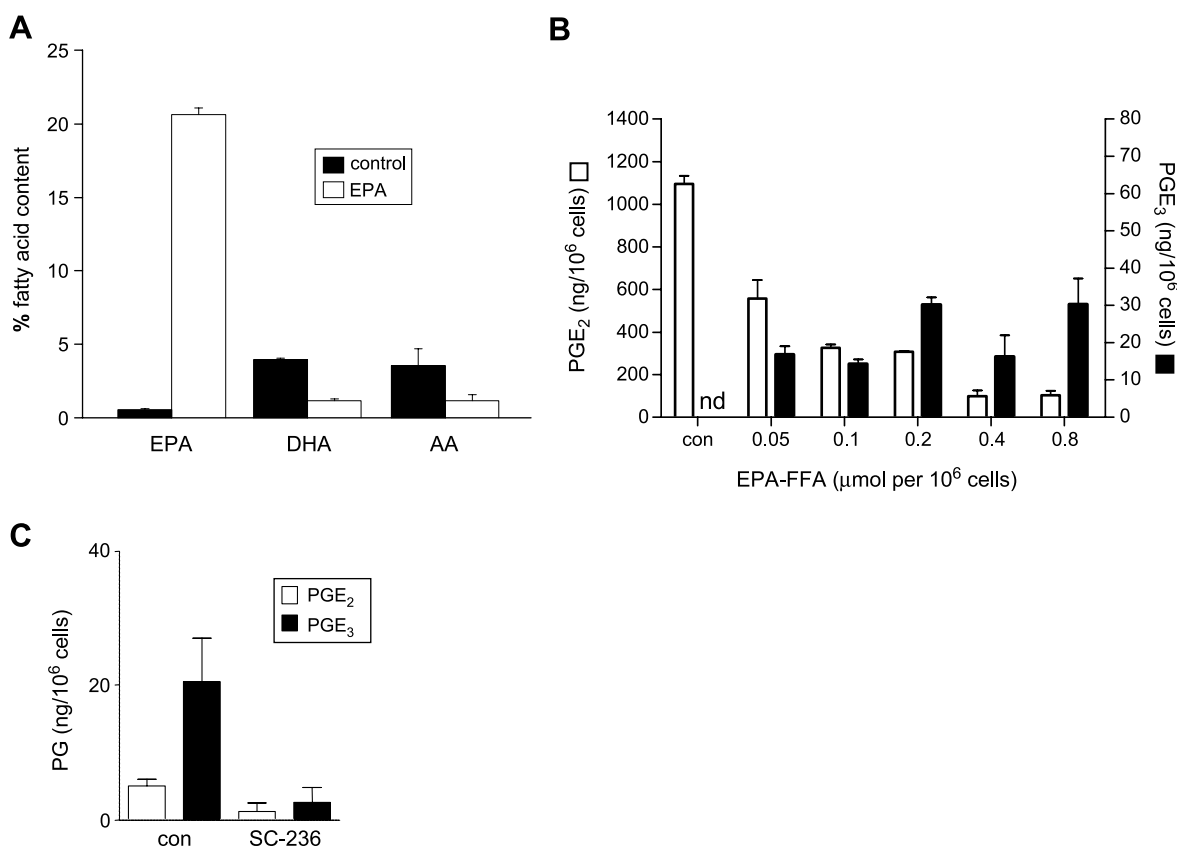 A
25
20
15
10
5
0
% fatty acid content
control
EPA
EPA DHA AA
B
1400
1200
1000
800
600
400
200
0
PGE₂ (ng/10⁶ cells)
80
70
60
50
40
30
20
10
0
PGE₃ (ng/10⁶ cells)
nd
con 0.05 0.1 0.2 0.4 0.8
EPA-FFA (μmol per 10⁶ cells)
C
40
20
0
PG (ng/10⁶ cells)
PGE₂
PGE₃
con SC-236